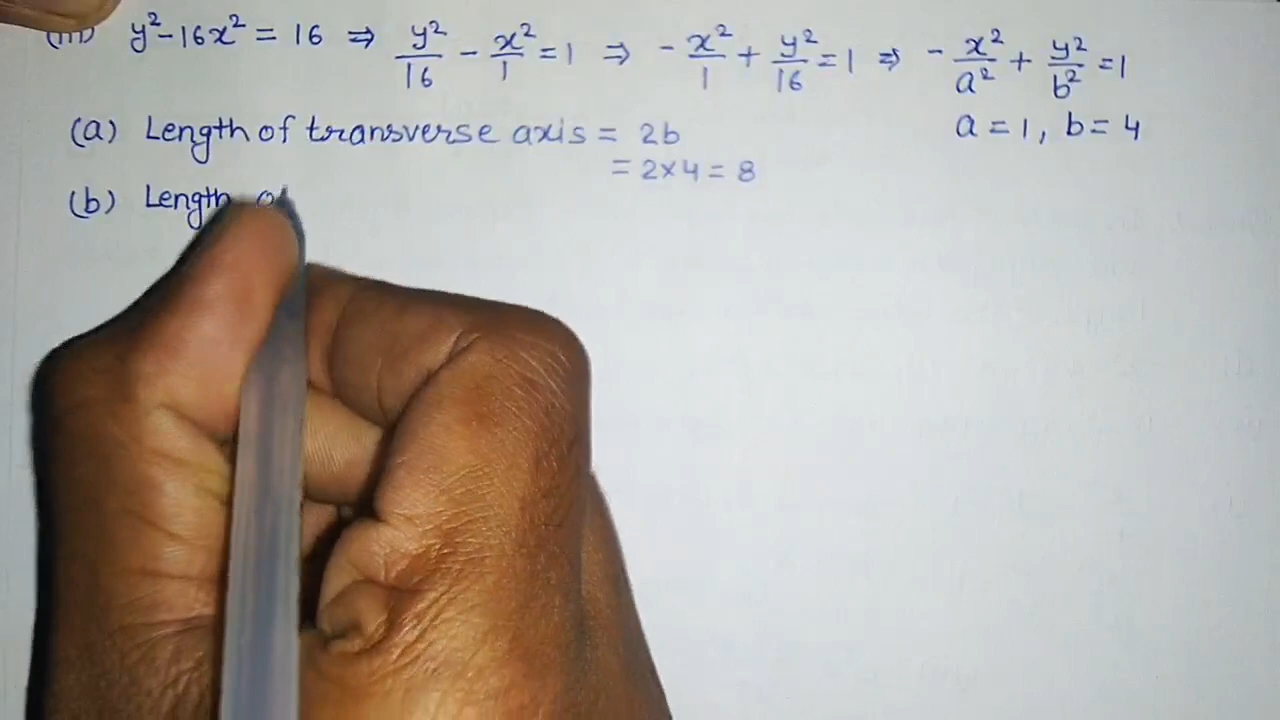 (iii) y²-16x² = 16 ⇒ y²/16 - x²/1 = 1 ⇒ -x²/1 + y²/16 = 1 ⇒ -x²/a² + y²/b² = 1
(a) Length of transverse axis = 2b a = 1, b = 4
= 2×4 = 8
(b) Length of